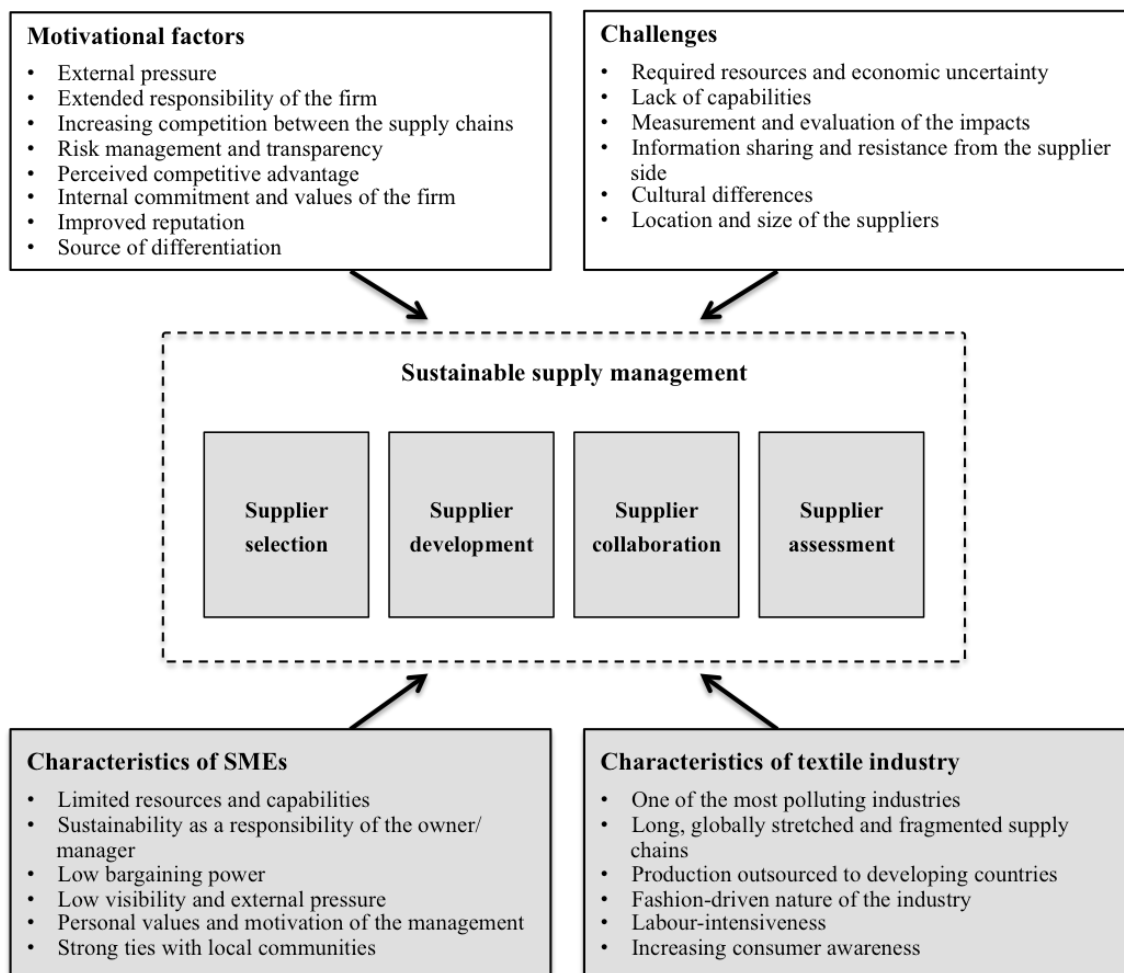 Motivational factors
• External pressure
• Extended responsibility of the firm
• Increasing competition between the supply chains
• Risk management and transparency
• Perceived competitive advantage
• Internal commitment and values of the firm
• Improved reputation
• Source of differentiation
Challenges
• Required resources and economic uncertainty
• Lack of capabilities
• Measurement and evaluation of the impacts
• Information sharing and resistance from the supplier
side
• Cultural differences
• Location and size of the suppliers
Sustainable supply management
Supplier
selection
Supplier
development
Supplier
collaboration
Supplier
assessment
Characteristics of SMEs
• Limited resources and capabilities
• Sustainability as a responsibility of the owner/
manager
• Low bargaining power
• Low visibility and external pressure
• Personal values and motivation of the management
• Strong ties with local communities
Characteristics of textile industry
• One of the most polluting industries
• Long, globally stretched and fragmented supply
chains
• Production outsourced to developing countries
• Fashion-driven nature of the industry
• Labour-intensiveness
• Increasing consumer awareness